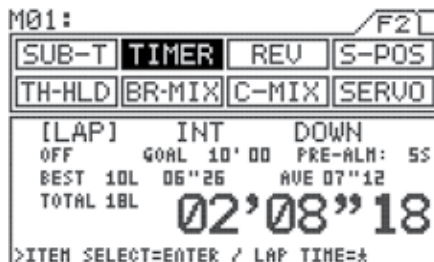 M01: F2
SUB-T TIMER REV S-POS
TH-HLD BR-MIX C-MIX SERVO
[LAP] INT DOWN
OFF GOAL 10'00 PRE-ALM: 5S
BEST 10L 06"26 AVE 07"12
TOTAL 18L 02'08"18
>ITEM SELECT=ENTER / LAP TIME=*